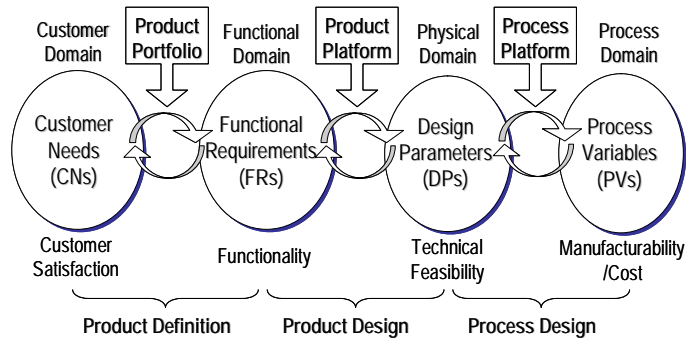 Customer
Domain
Product
Portfolio
Functional
Domain
Product
Platform
Physical
Domain
Process
Platform
Process
Domain
Customer
Needs
(CNs)
Functional
Requirements
(FRs)
Design
Parameters
(DPs)
Process
Variables
(PVs)
Customer
Satisfaction
Functionality
Technical
Feasibility
Manufacturability
/Cost
Product Definition
Product Design
Process Design